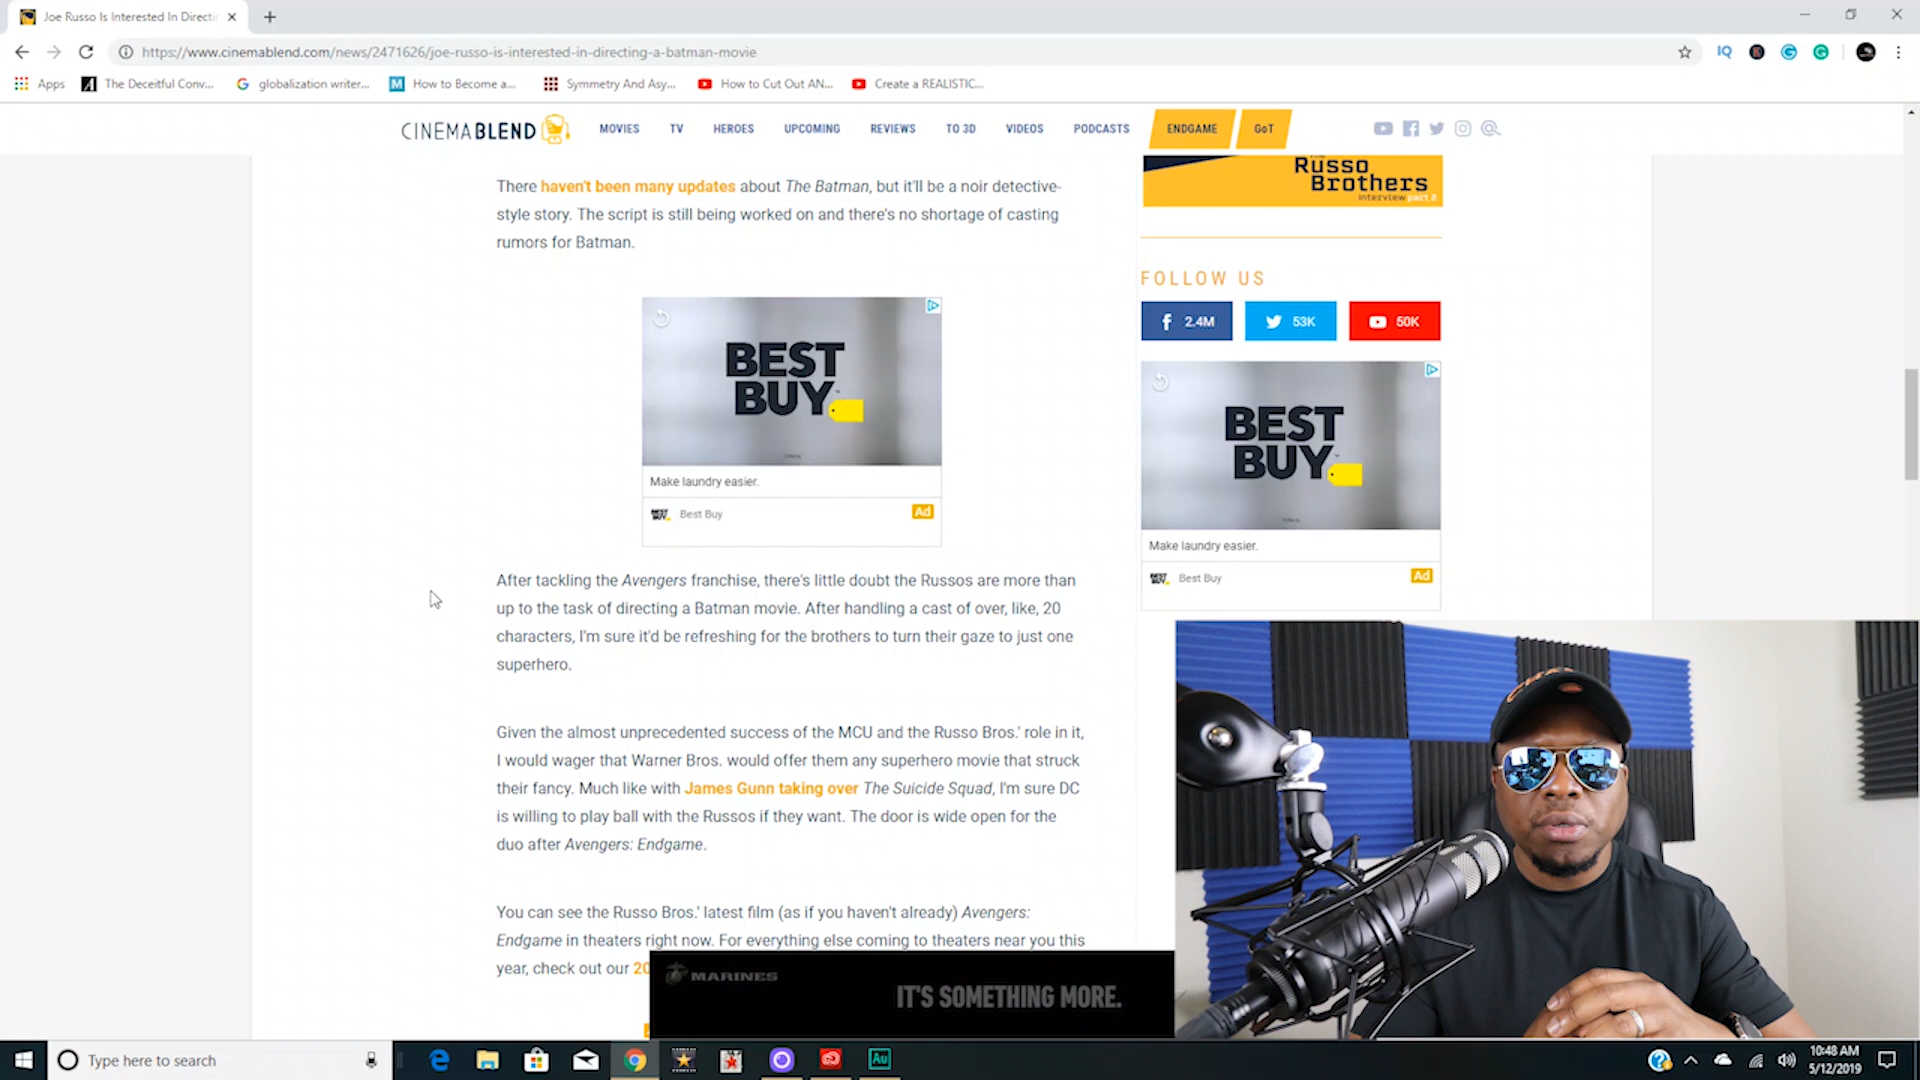 Joe Russo Is Interested In Directi
https://www.cinemablend.com/news/2471626/joe-russo-is-interested-in-directing-a-batman-movie
IQ
Apps
The Deceitful Conv...
globalization writer...
How to Become a...
Symmetry And Asy...
How to Cut Out AN...
Create a REALISTIC...
CINEMABLEND
MOVIES
TV
HEROES
UPCOMING
REVIEWS
TO 3D
VIDEOS
PODCASTS
ENDGAME
GoT
There haven't been many updates about The Batman, but it'll be a noir detective-
style story. The script is still being worked on and there's no shortage of casting
rumors for Batman.
BEST
BUY
Make laundry easier.
BEST BUY
Best Buy
Ad
After tackling the Avengers franchise, there's little doubt the Russos are more than
up to the task of directing a Batman movie. After handling a cast of over, like, 20
characters, I'm sure it'd be refreshing for the brothers to turn their gaze to just one
superhero.
Given the almost unprecedented success of the MCU and the Russo Bros.' role in it,
I would wager that Warner Bros. would offer them any superhero movie that struck
their fancy. Much like with James Gunn taking over The Suicide Squad, I'm sure DC
is willing to play ball with the Russos if they want. The door is wide open for the
duo after Avengers: Endgame.
You can see the Russo Bros.' latest film (as if you haven't already) Avengers:
Endgame in theaters right now. For everything else coming to theaters near you this
year, check out our 20
Russo
Brothers
interview part 2
FOLLOW US
2.4M
53K
50K
BEST
BUY
Make laundry easier.
BEST BUY
Best Buy
Ad
MARINES
IT'S SOMETHING MORE.
Type here to search
Au
10:48 AM
5/12/2019